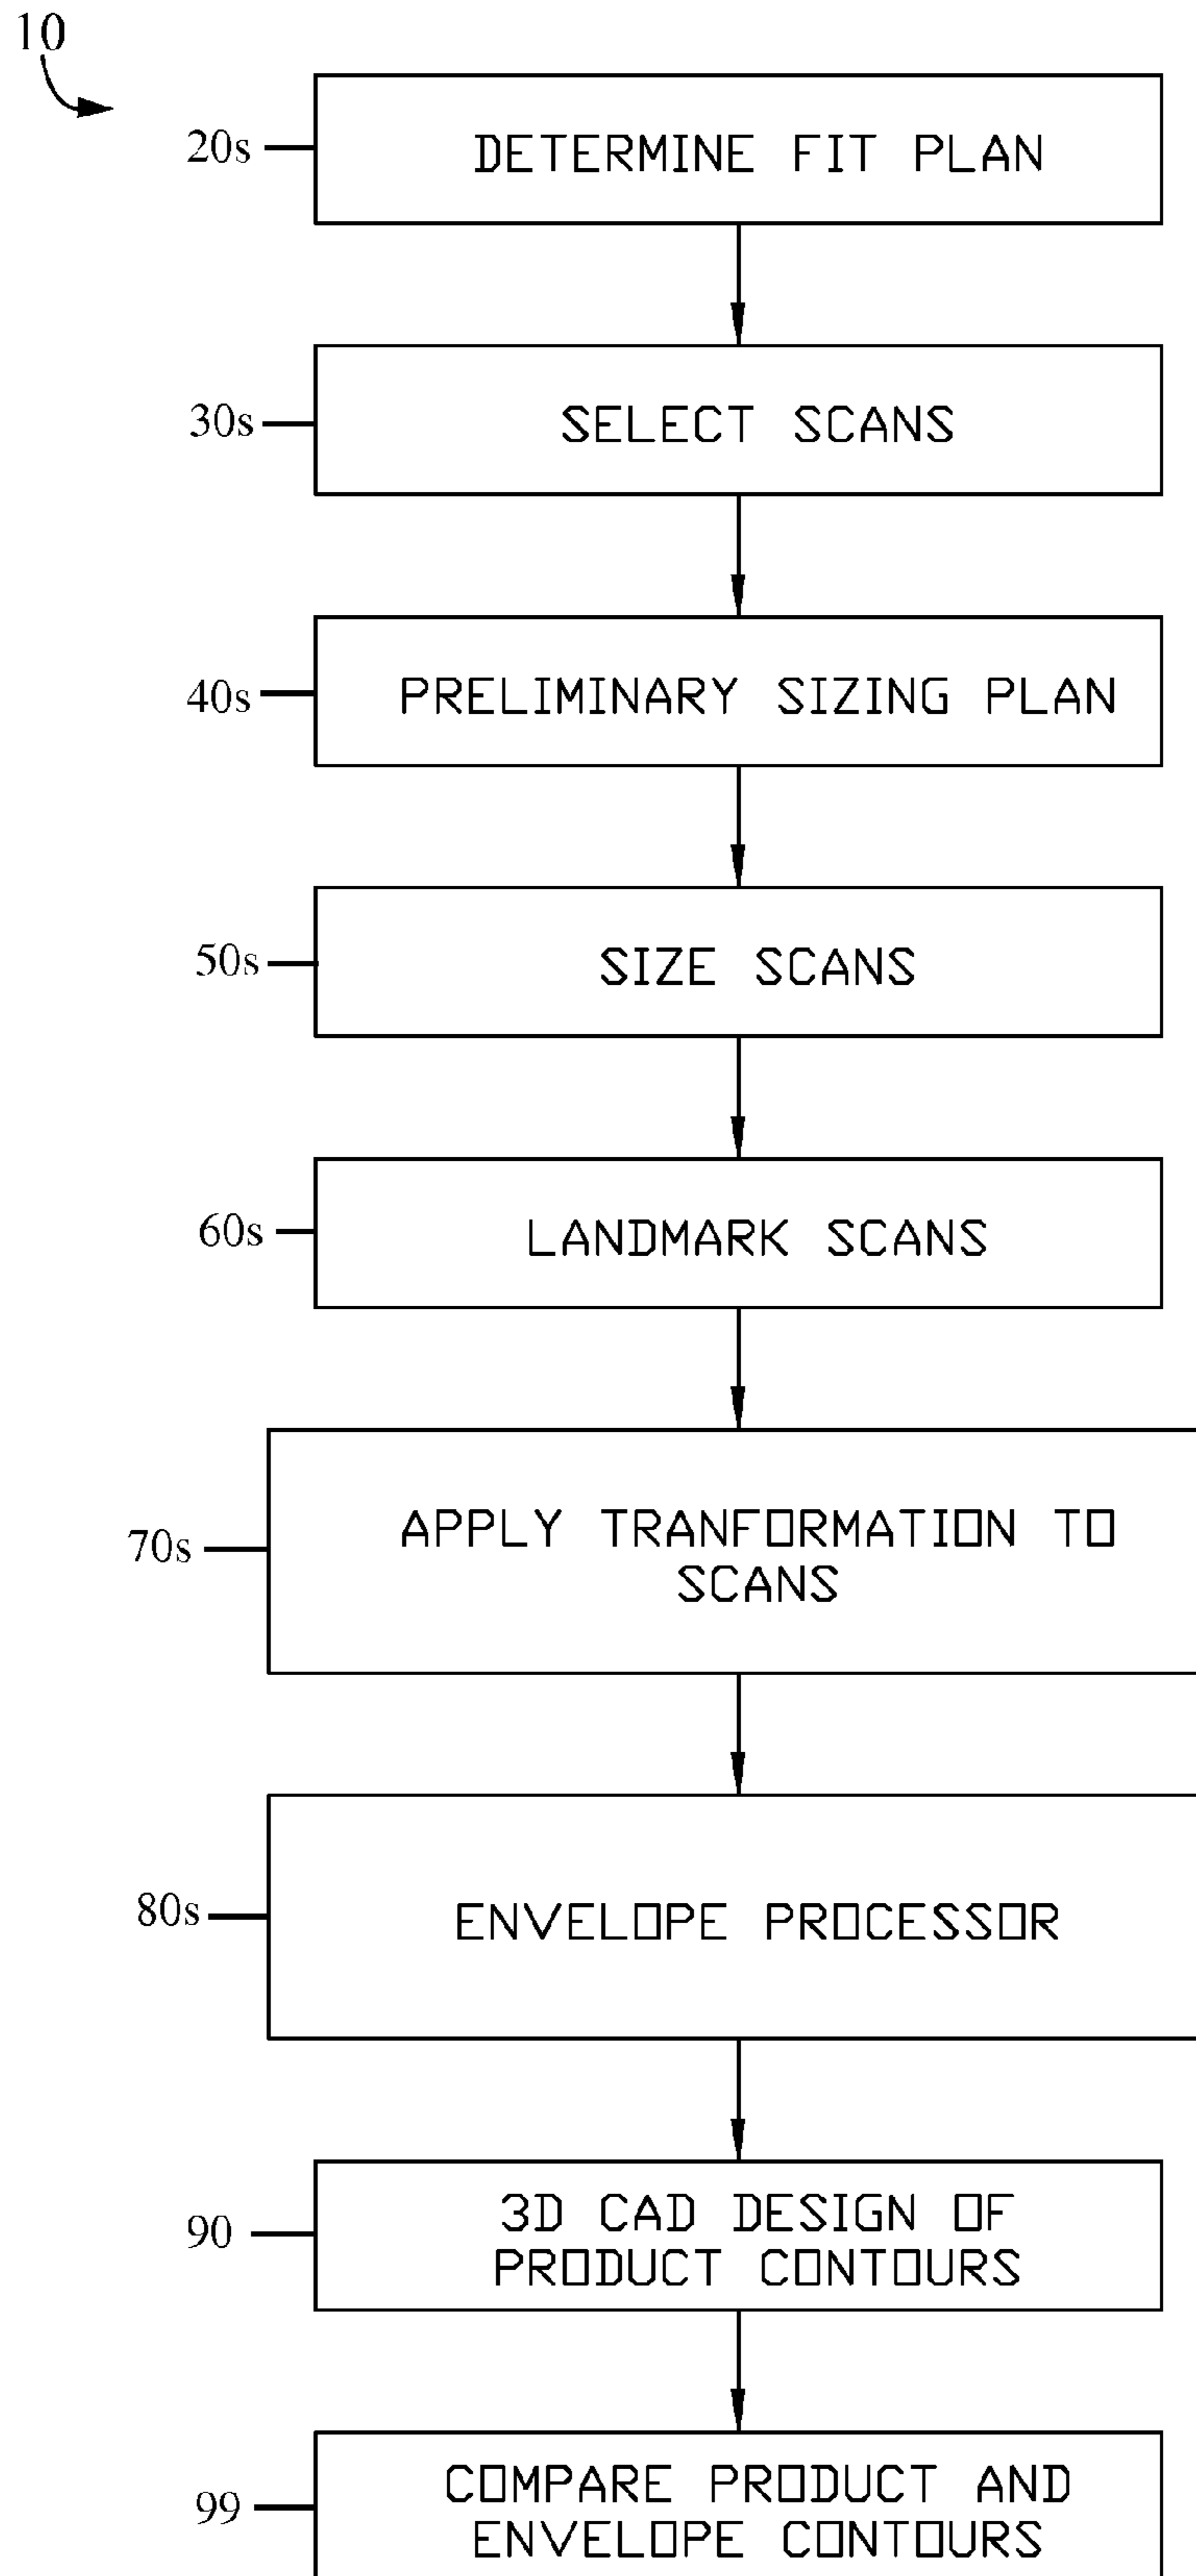 10
20s
DETERMINE FIT PLAN
30s
SELECT SCANS
40s
PRELIMINARY SIZING PLAN
50s
SIZE SCANS
60s
LANDMARK SCANS
70s
APPLY TRANFORMATION TO
SCANS
80s
ENVELOPE PROCESSOR
90
3D CAD DESIGN OF
PRODUCT CONTOURS
99
COMPARE PRODUCT AND
ENVELOPE CONTOURS